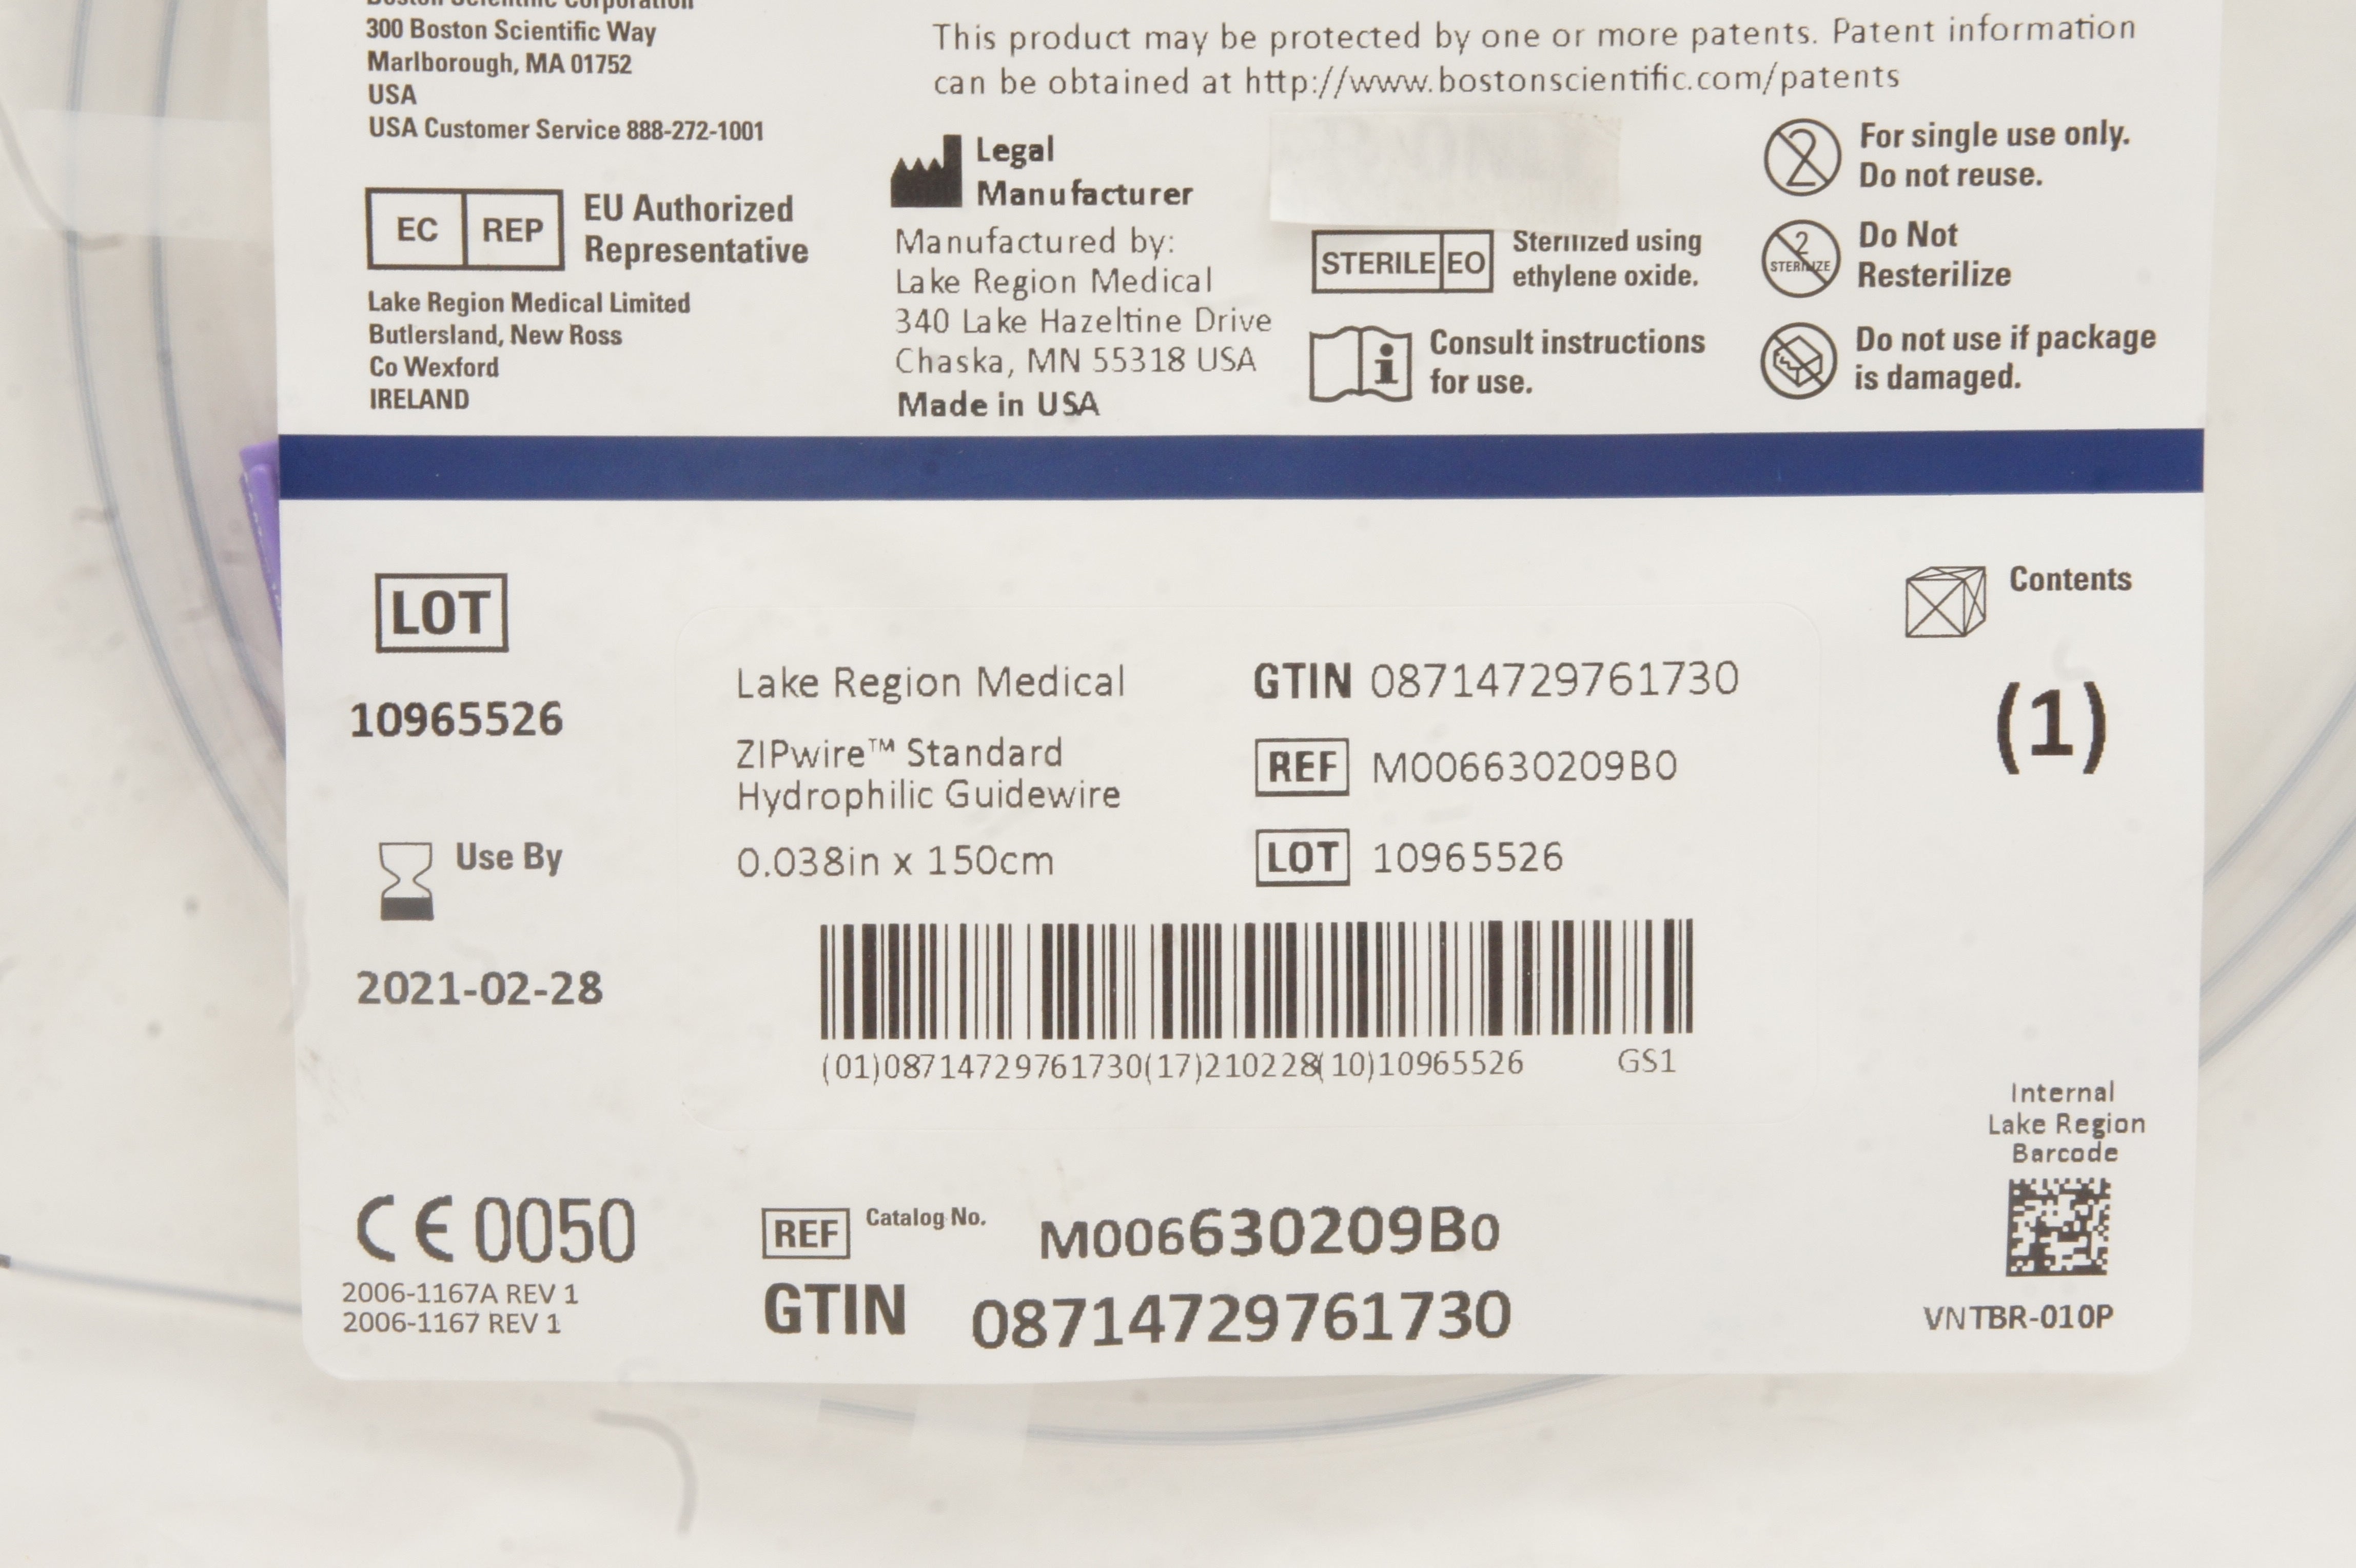 Boston Scientific Corporation
300 Boston Scientific Way
Marlborough, MA 01752
USA
USA Customer Service 888-272-1001
EC REP EU Authorized
Representative
Lake Region Medical Limited
Butlersland, New Ross
Co Wexford
IRELAND
This product may be protected by one or more patents. Patent information
can be obtained at http://www.bostonscientific.com/patents
Legal
Manufacturer
Manufactured by:
Lake Region Medical
340 Lake Hazeltine Drive
Chaska, MN 55318 USA
Made in USA
STERILE EO Sterilized using
ethylene oxide.
Consult instructions
for use.
2 For single use only.
Do not reuse.
2 STERILIZE Do Not
Resterilize
Do not use if package
is damaged.
LOT
10965526
Use By
2021-02-28
Lake Region Medical
ZIPwire™ Standard
Hydrophilic Guidewire
0.038in x 150cm
GTIN 08714729761730
REF M006630209B0
LOT 10965526
(01)08714729761730(17)210228(10)10965526 GS1
Contents
(1)
Internal
Lake Region
Barcode
VNTBR-010P
CE 0050
2006-1167A REV 1
2006-1167 REV 1
REF Catalog No. M006630209B0
GTIN 08714729761730